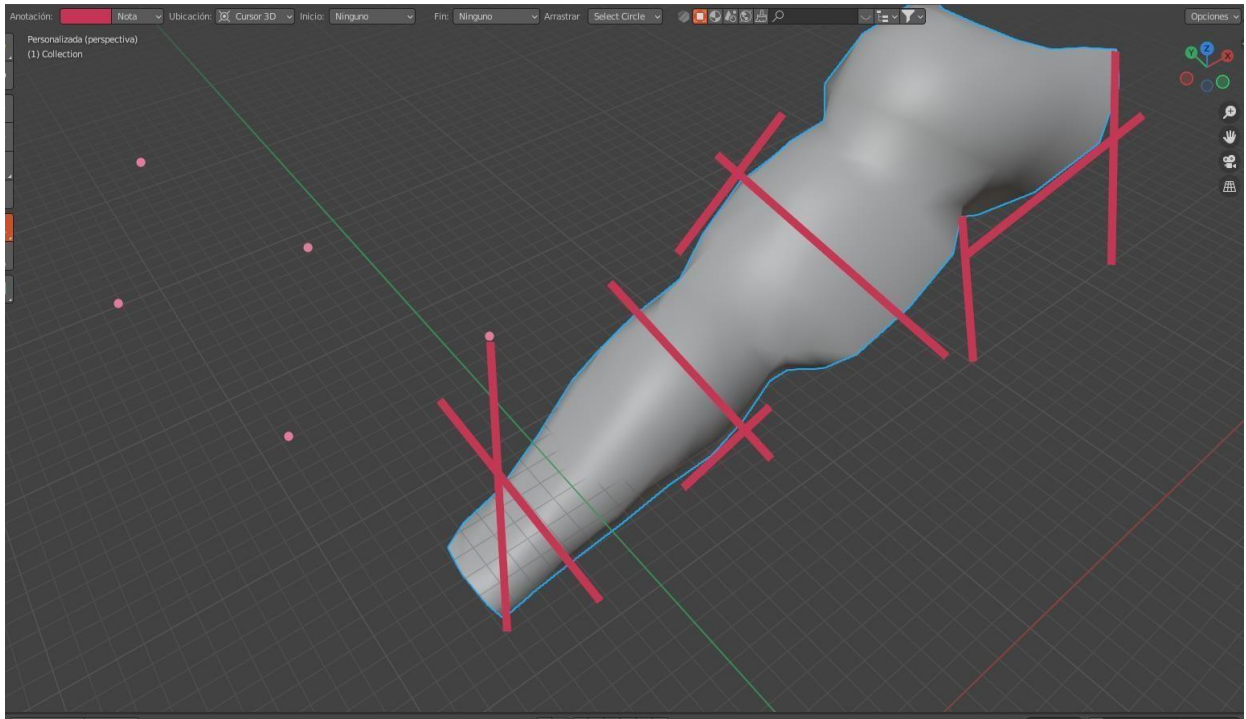 Anotación: Nota Ubicación: Cursor 3D Inicio: Ninguno Fin: Ninguno Arrastrar Select Circle Opciones
Personalizada (perspectiva)
(1) Collection
Z
Y
X